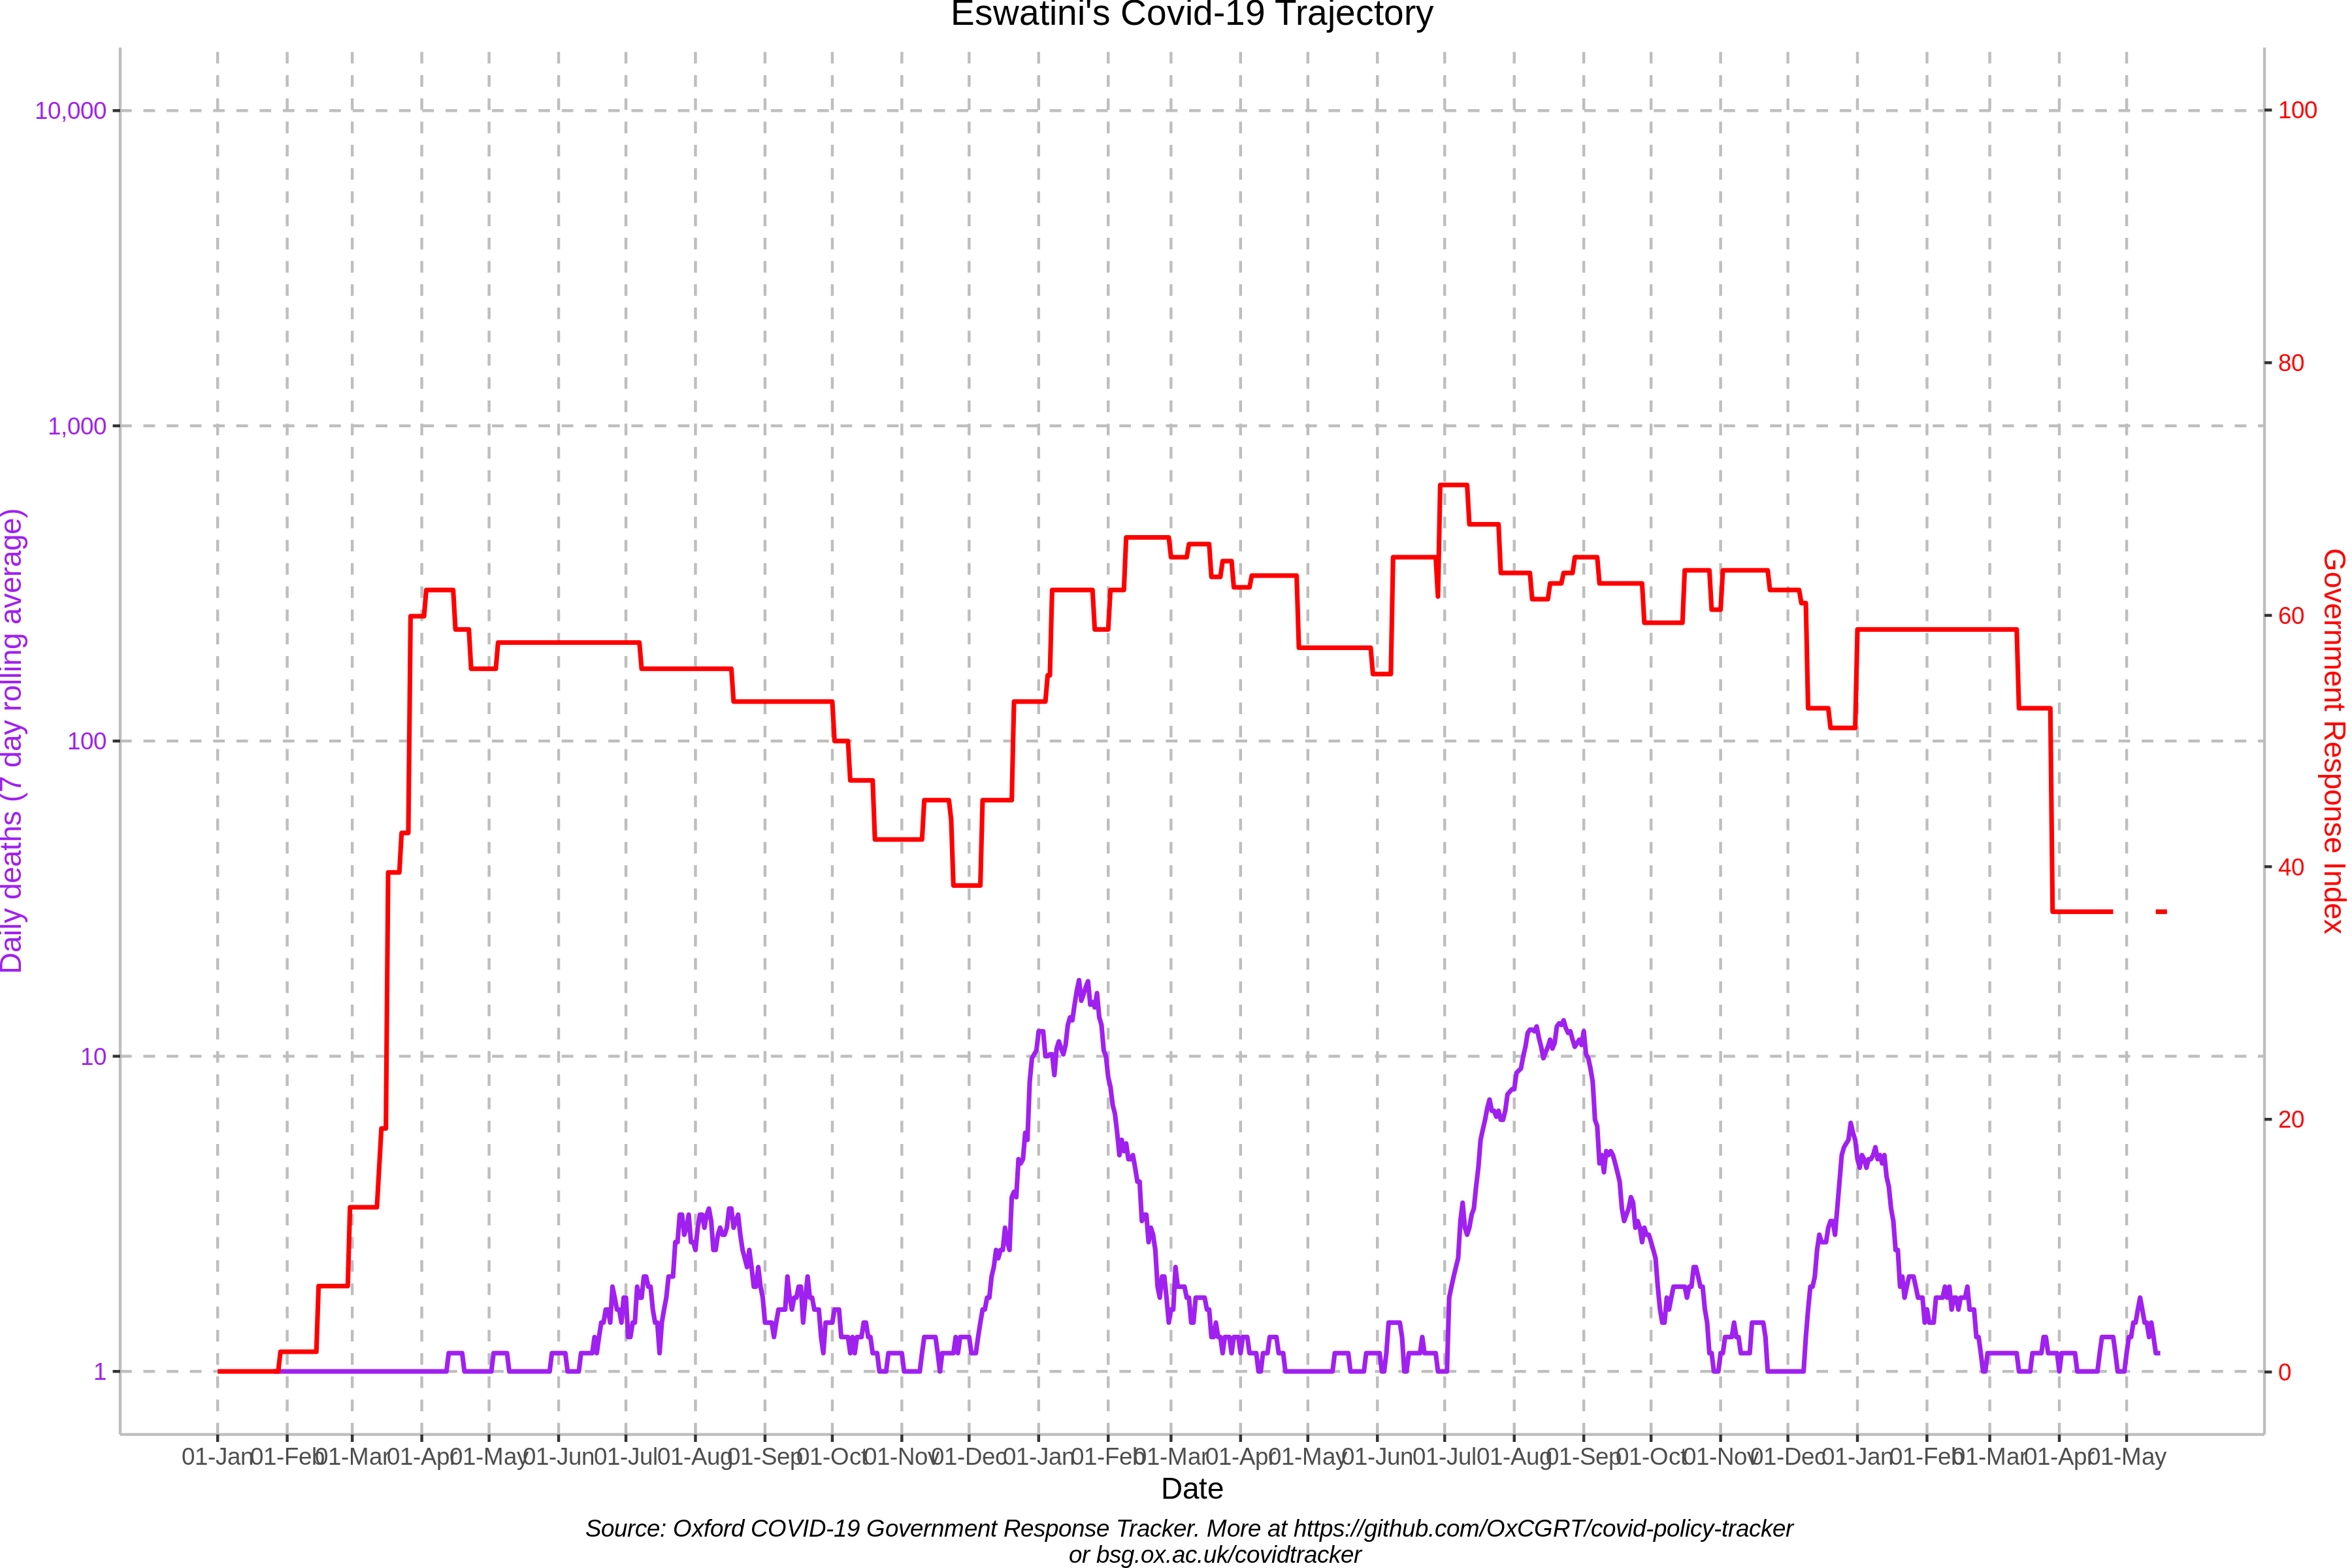 Eswatini's Covid-19 Trajectory
10,000
1,000
100
10
1
Daily deaths (7 day rolling average)
100
80
60
40
20
0
Government Response Index
01-Jan 01-Feb 01-Mar 01-Apr 01-May 01-Jun 01-Jul 01-Aug 01-Sep 01-Oct 01-Nov 01-Dec 01-Jan 01-Feb 01-Mar 01-Apr 01-May 01-Jun 01-Jul 01-Aug 01-Sep 01-Oct 01-Nov 01-Dec 01-Jan 01-Feb 01-Mar 01-Apr 01-May
Date
Source: Oxford COVID-19 Government Response Tracker. More at https://github.com/OxCGRT/covid-policy-tracker
or bsg.ox.ac.uk/covidtracker